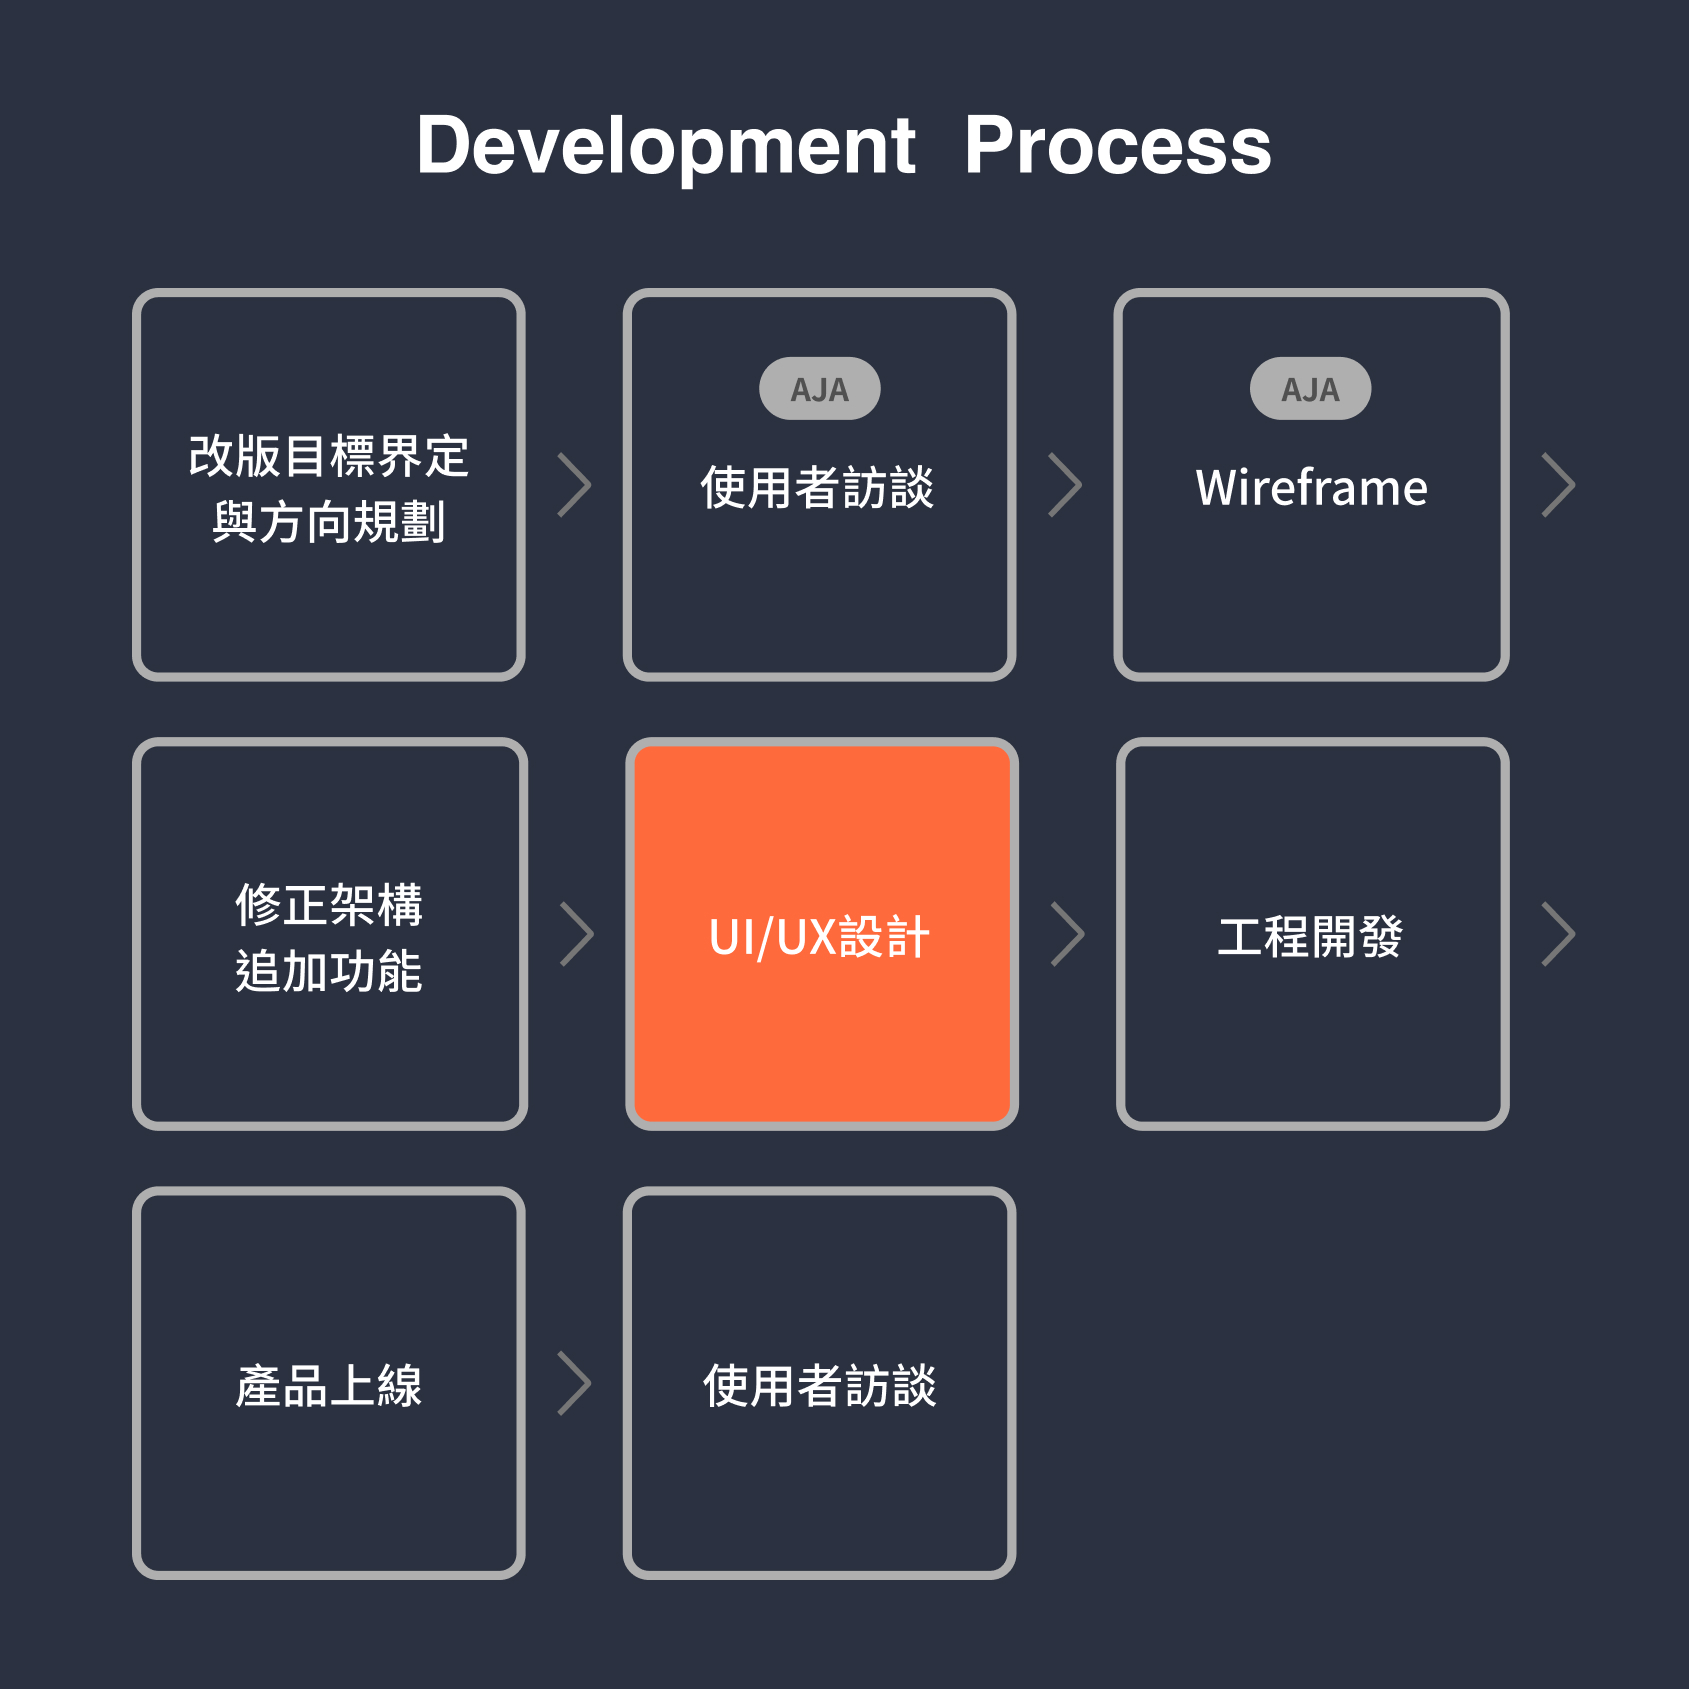 Development Process
改版目標界定
與方向規劃
AJA
使用者訪談
AJA
Wireframe
修正架構
追加功能
UI/UX設計
工程開發
產品上線
使用者訪談